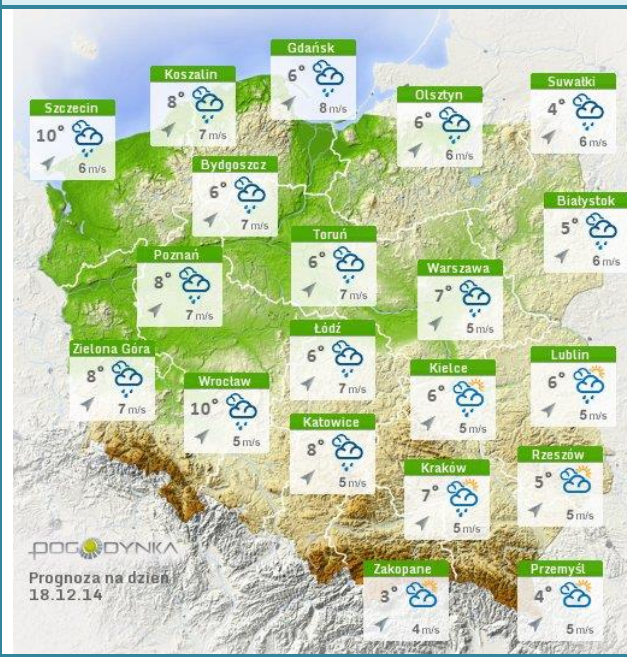 Gdańsk
6°
8 m/s
Koszalin
8°
7 m/s
Suwałki
4°
6 m/s
Olsztyn
6°
6 m/s
Szczecin
10°
6 m/s
Bydgoszcz
6°
7 m/s
Białystok
5°
6 m/s
Toruń
6°
7 m/s
Poznań
8°
7 m/s
Warszawa
7°
5 m/s
Łódź
6°
7 m/s
Zielona Góra
8°
7 m/s
Lublin
6°
5 m/s
Kielce
6°
5 m/s
Wrocław
10°
5 m/s
Katowice
8°
5 m/s
Rzeszów
5°
5 m/s
Kraków
7°
5 m/s
POGODYNKA
Prognoza na dzień
18.12.14
Zakopane
3°
4 m/s
Przemyśl
4°
5 m/s